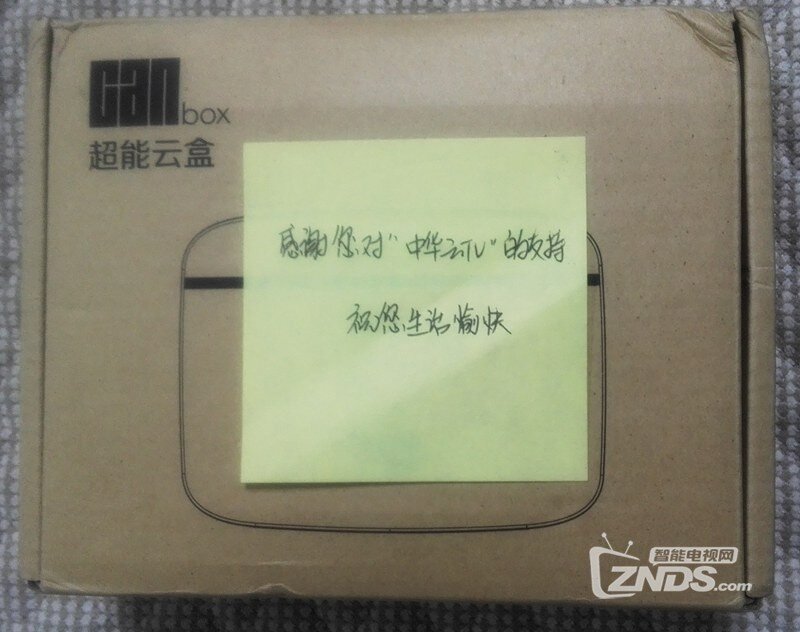 can box
超能云盒
感谢您对"中华云TV"的支持
祝您生活愉快
智能电视网
ZNDS.com